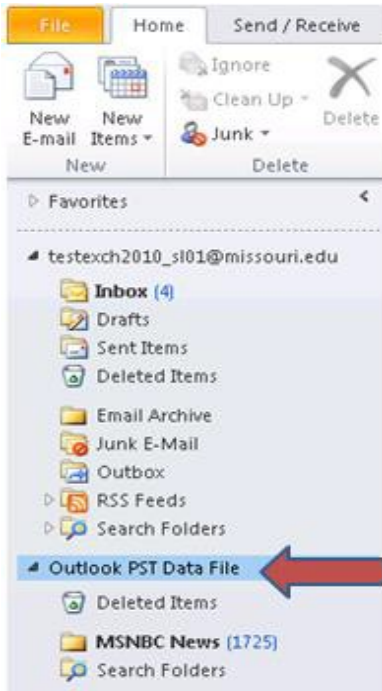 File Home Send / Receive
Ignore
Clean Up
Junk
Delete
New E-mail
New Items
New
Delete
Favorites
testexch2010_sl01@missouri.edu
Inbox (4)
Drafts
Sent Items
Deleted Items
Email Archive
Junk E-Mail
Outbox
RSS Feeds
Search Folders
Outlook PST Data File
Deleted Items
MSNBC News (1725)
Search Folders